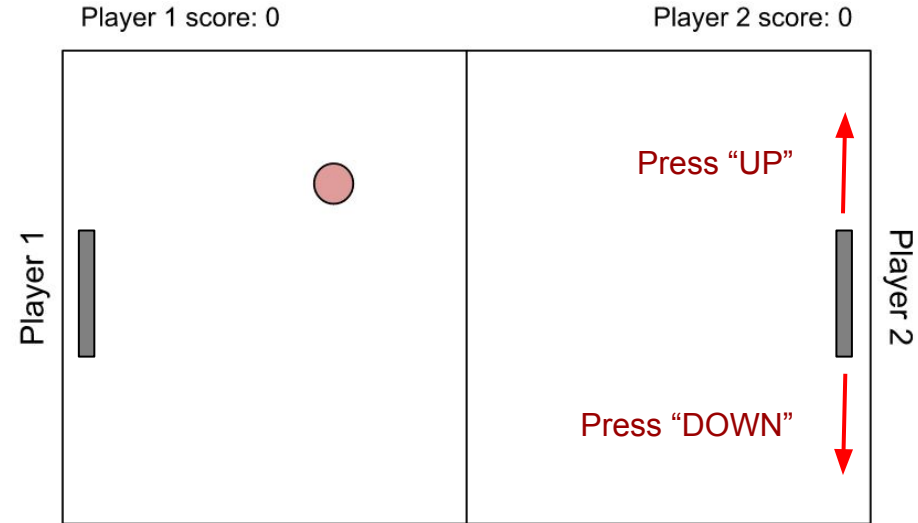 Player 1 score: 0
Player 2 score: 0
Press “UP”
Player 1
Player 2
Press “DOWN”